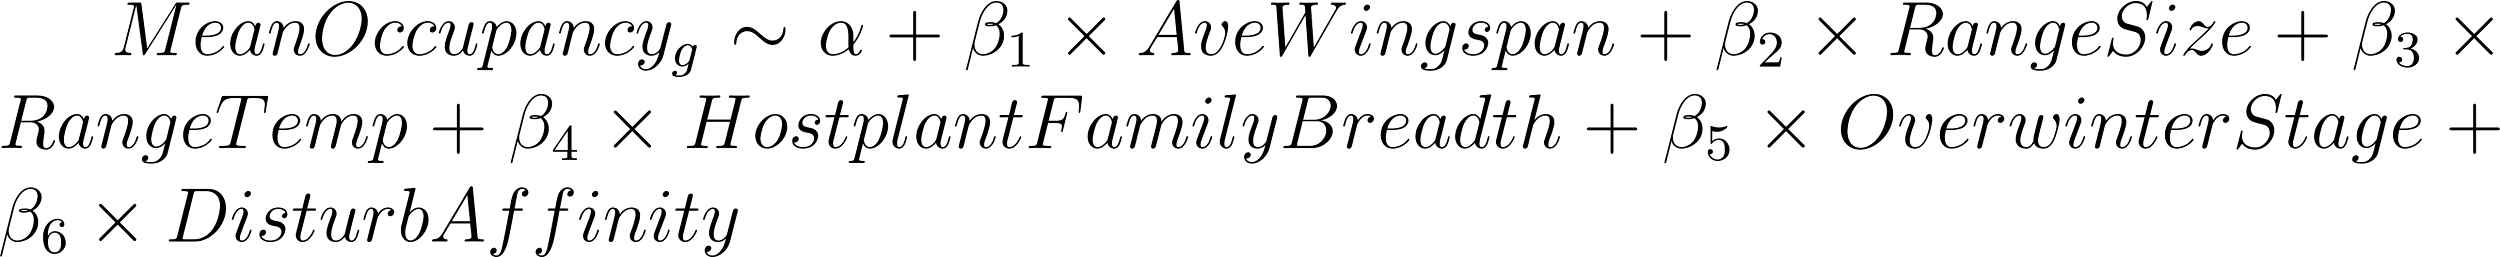 MeanOccupancy_g ~ α + β_1 × AveWingspan + β_2 × RangeSize + β_3 ×
RangeTemp + β_4 × HostplantFamilyBreadth + β_5 × OverwinterStage +
β_6 × DisturbAffinity